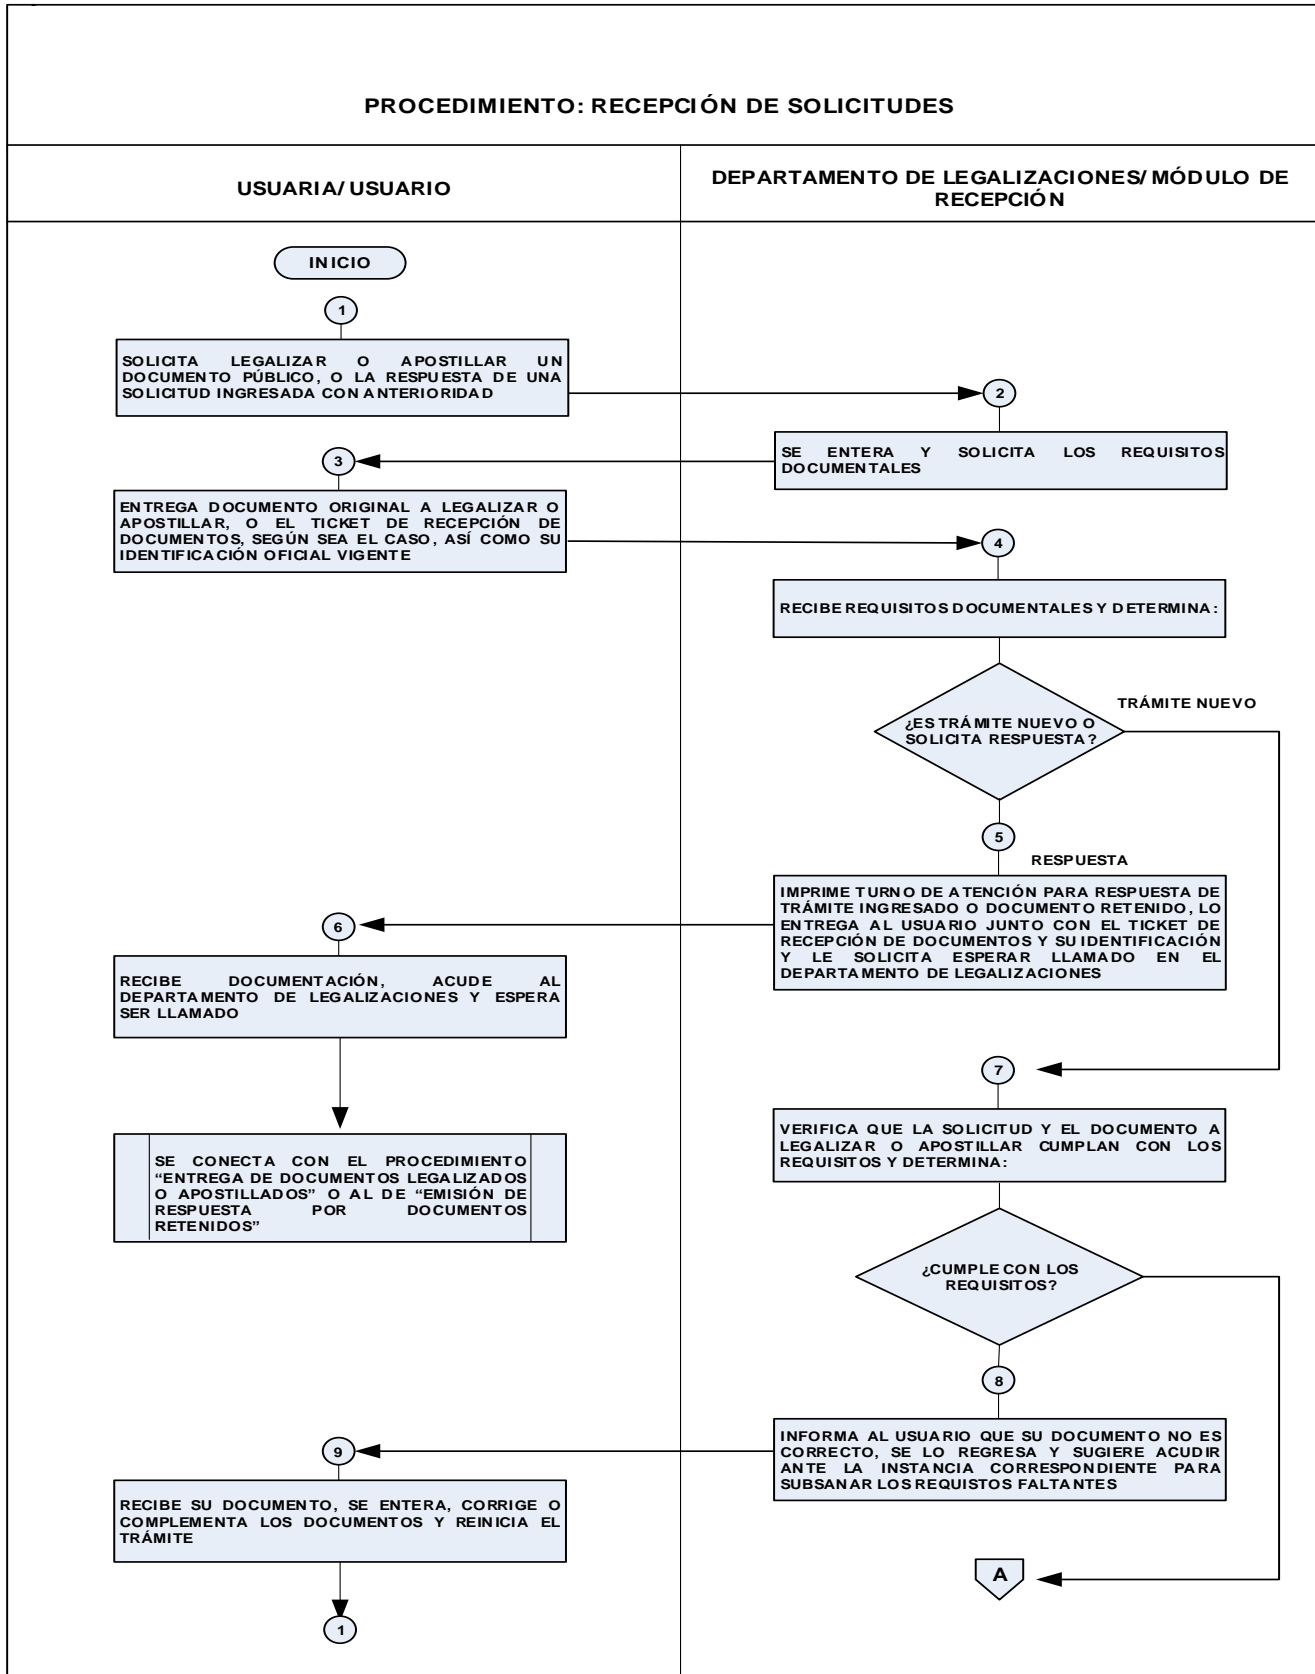 PROCEDIMIENTO: RECEPCIÓN DE SOLICITUDES
USUARIA/ USUARIO
DEPARTAMENTO DE LEGALIZACIONES/ MÓDULO DE
RECEPCIÓN
INICIO
1
SOLICITA LEGALIZAR O APOSTILLAR UN
DOCUMENTO PÚBLICO, O LA RESPUESTA DE UNA
SOLICITUD INGRESADA CON ANTERIORIDAD
2
SE ENTERA Y SOLICITA LOS REQUISITOS
DOCUMENTALES
3
ENTREGA DOCUMENTO ORIGINAL A LEGALIZAR O
APOSTILLAR, O EL TICKET DE RECEPCIÓN DE
DOCUMENTOS, SEGÚN SEA EL CASO, ASÍ COMO SU
IDENTIFICACIÓN OFICIAL VIGENTE
4
RECIBE REQUISITOS DOCUMENTALES Y DETERMINA:
¿ES TRÁMITE NUEVO O
SOLICITA RESPUESTA?
TRÁMITE NUEVO
5
RESPUESTA
IMPRIME TURNO DE ATENCIÓN PARA RESPUESTA DE
TRÁMITE INGRESADO O DOCUMENTO RETENIDO, LO
ENTREGA AL USUARIO JUNTO CON EL TICKET DE
RECEPCIÓN DE DOCUMENTOS Y SU IDENTIFICACIÓN
Y LE SOLICITA ESPERAR LLAMADO EN EL
DEPARTAMENTO DE LEGALIZACIONES
6
RECIBE DOCUMENTACIÓN, ACUDE AL
DEPARTAMENTO DE LEGALIZACIONES Y ESPERA
SER LLAMADO
SE CONECTA CON EL PROCEDIMIENTO
“ENTREGA DE DOCUMENTOS LEGALIZADOS
O APOSTILLADOS” O AL DE “EMISIÓN DE
RESPUESTA POR DOCUMENTOS
RETENIDOS”
7
VERIFICA QUE LA SOLICITUD Y EL DOCUMENTO A
LEGALIZAR O APOSTILLAR CUMPLAN CON LOS
REQUISITOS Y DETERMINA:
¿CUMPLE CON LOS
REQUISITOS?
8
INFORMA AL USUARIO QUE SU DOCUMENTO NO ES
CORRECTO, SE LO REGRESA Y SUGIERE ACUDIR
ANTE LA INSTANCIA CORRESPONDIENTE PARA
SUBSANAR LOS REQUISTOS FALTANTES
9
RECIBE SU DOCUMENTO, SE ENTERA, CORRIGE O
COMPLEMENTA LOS DOCUMENTOS Y REINICIA EL
TRÁMITE
1
A